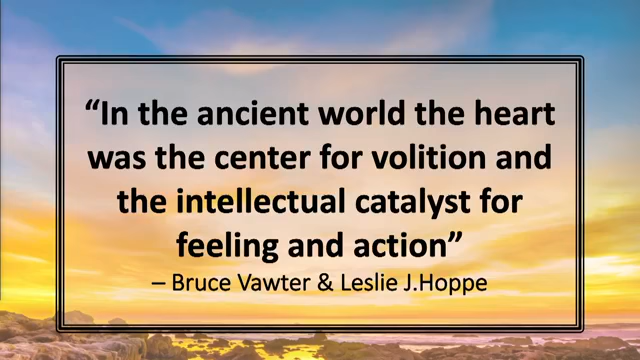 “In the ancient world the heart
was the center for volition and
the intellectual catalyst for
feeling and action”
– Bruce Vawter & Leslie J.Hoppe